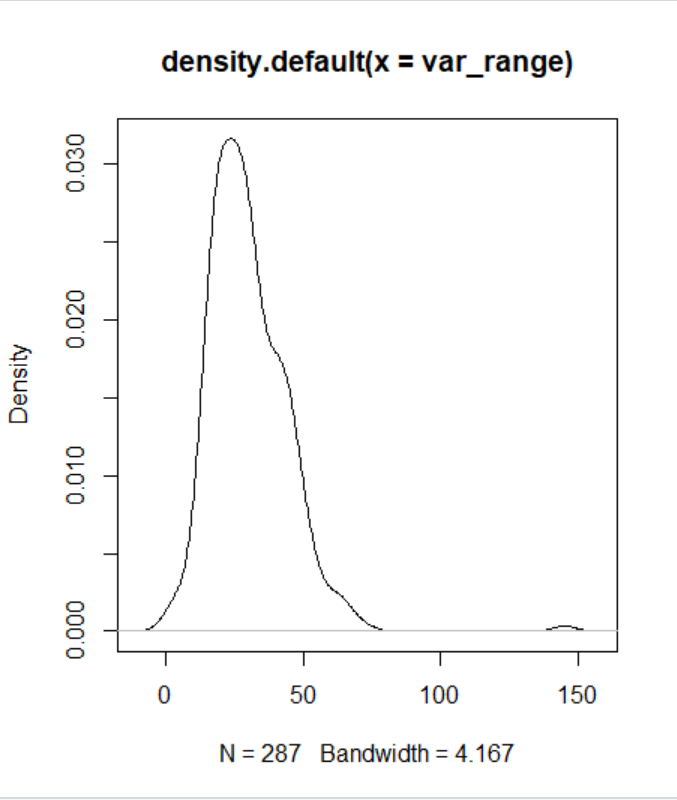 density.default(x = var_range)
Density
0.000
0.010
0.020
0.030
0
50
100
150
N = 287   Bandwidth = 4.167